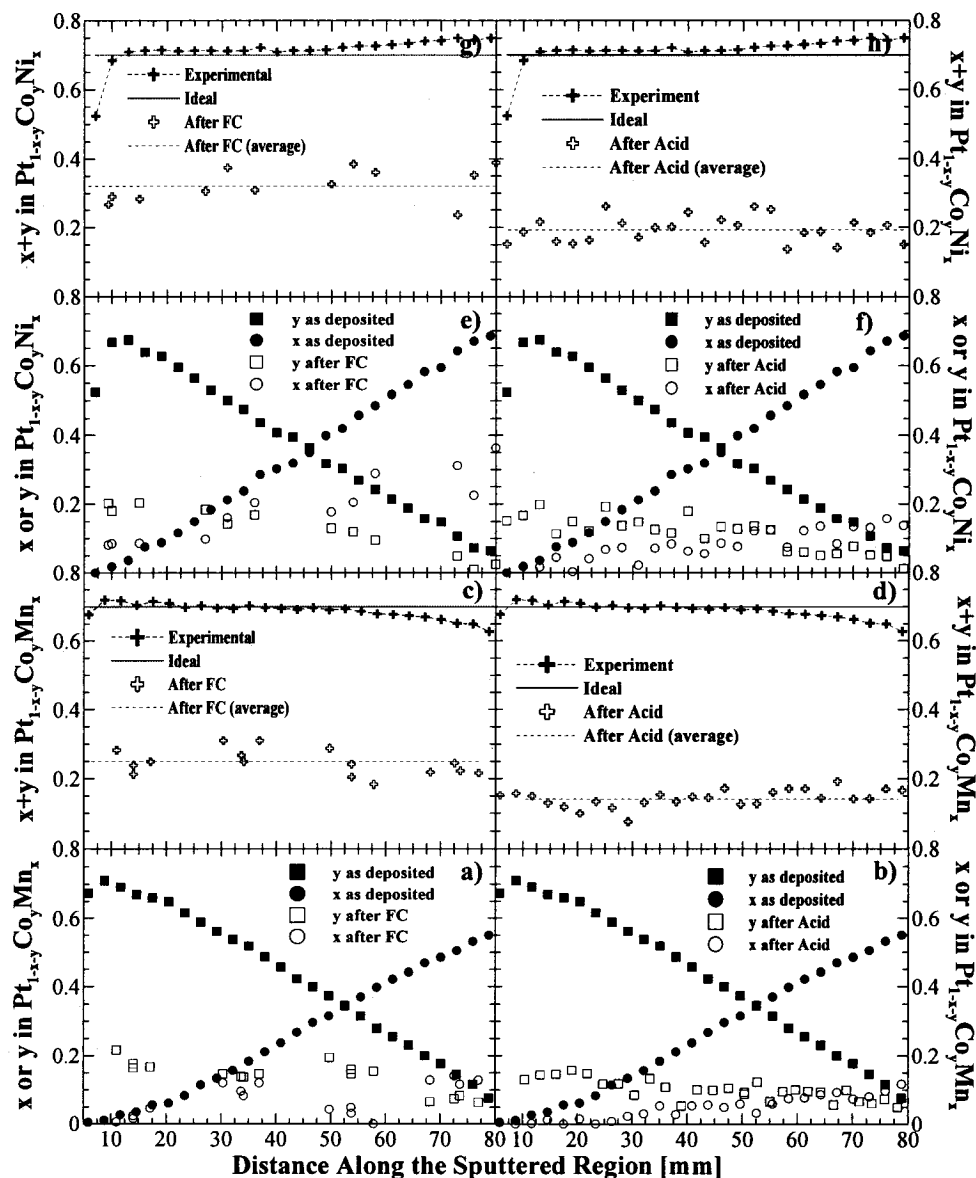 x+y in Pt1-x-yCoyNix
0.8
0.6
0.4
0.2
g)
Experimental
Ideal
After FC
After FC (average)
h)
Experiment
Ideal
After Acid
After Acid (average)
0.8
0.6
0.4
0.2
x+y in Pt1-x-yCoyNix
x or y in Pt1-x-yCoyNix
0.8
0.6
0.4
0.2
e)
y as deposited
x as deposited
y after FC
x after FC
f)
y as deposited
x as deposited
y after Acid
x after Acid
0.8
0.6
0.4
0.2
x or y in Pt1-x-yCoyNix
x+y in Pt1-x-yCoyMnx
0.8
0.6
0.4
0.2
c)
Experimental
Ideal
After FC
After FC (average)
d)
Experiment
Ideal
After Acid
After Acid (average)
0.8
0.6
0.4
0.2
x+y in Pt1-x-yCoyMnx
x or y in Pt1-x-yCoyMnx
0.8
0.6
0.4
0.2
0
a)
y as deposited
x as deposited
y after FC
x after FC
b)
y as deposited
x as deposited
y after Acid
x after Acid
0.8
0.6
0.4
0.2
0
x or y in Pt1-x-yCoyMnx
10 20 30 40 50 60 70 80 10 20 30 40 50 60 70 80
Distance Along the Sputtered Region [mm]